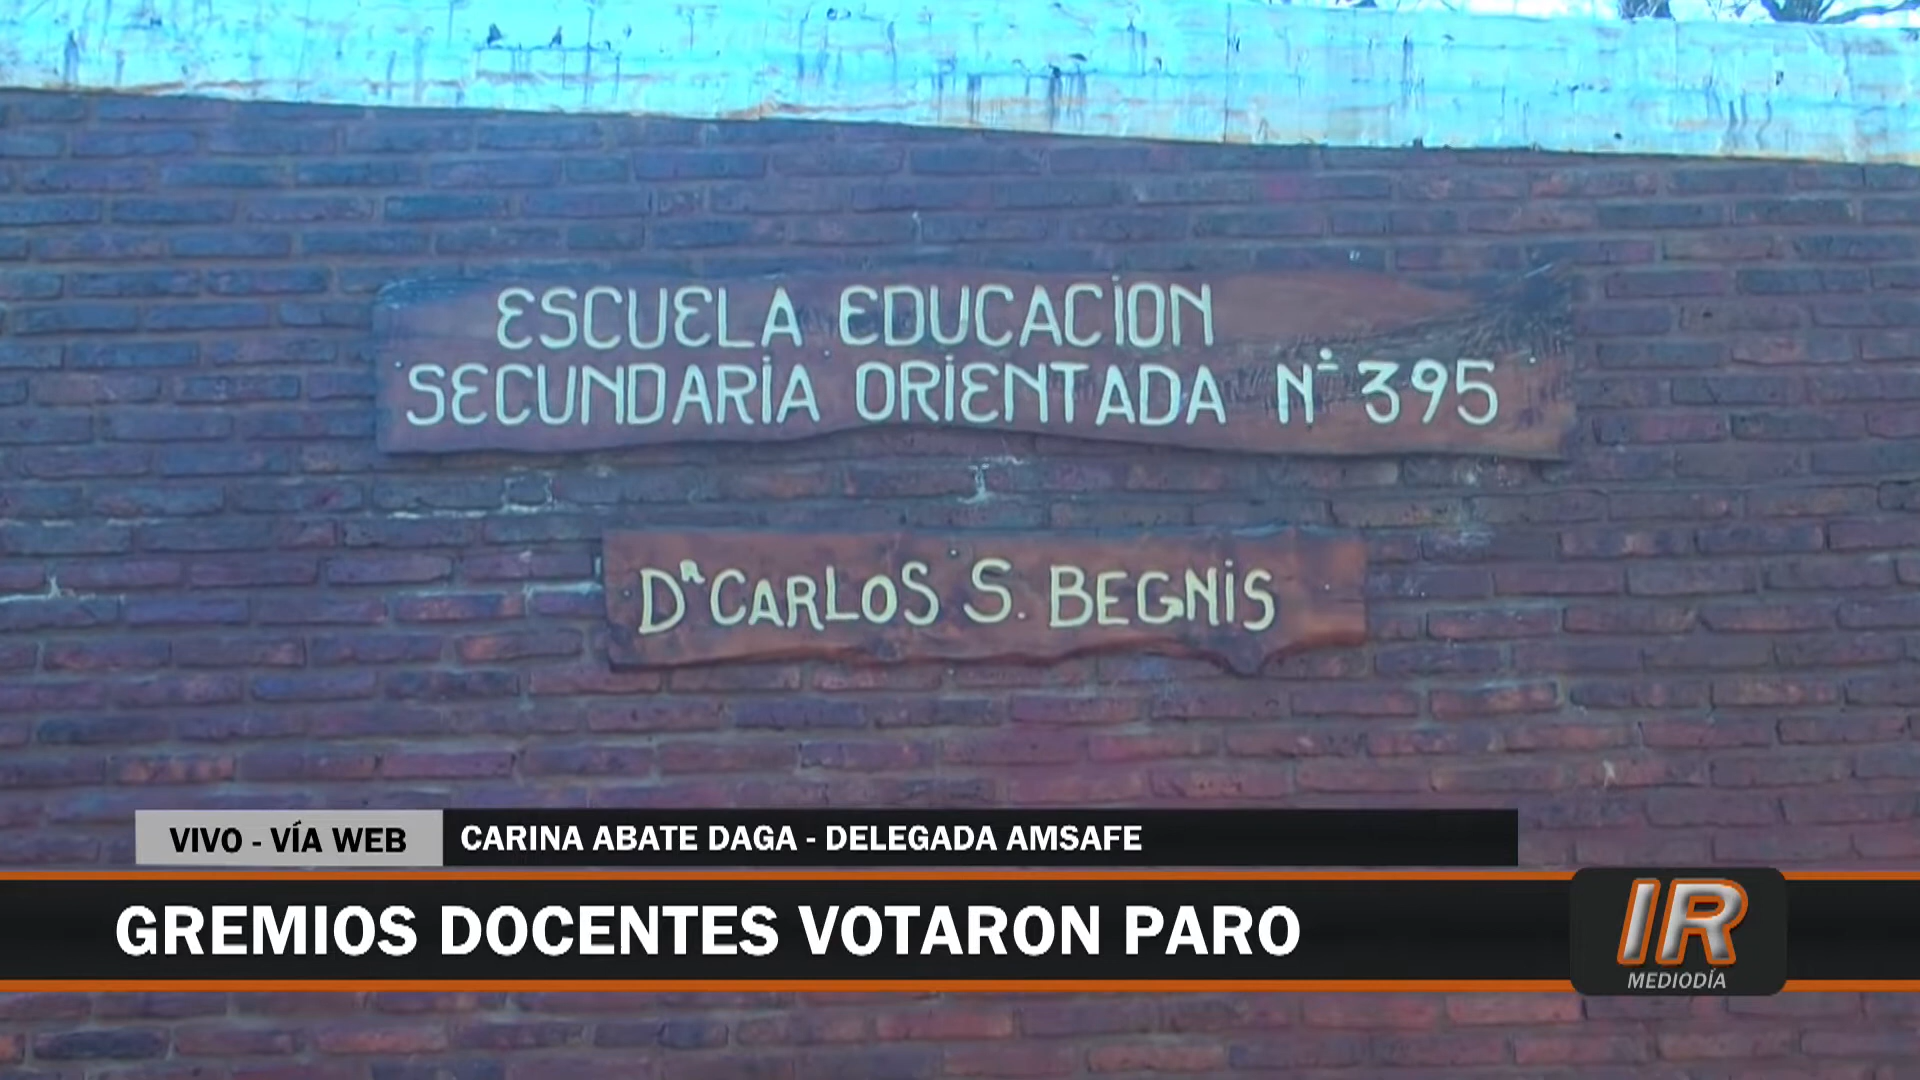 ESCUELA EDUCACION
SECUNDARIA ORIENTADA N° 395
DR CARLOS S. BEGNIS
VIVO - VÍA WEB
CARINA ABATE DAGA - DELEGADA AMSAFE
GREMIOS DOCENTES VOTARON PARO
IR
MEDIODÍA